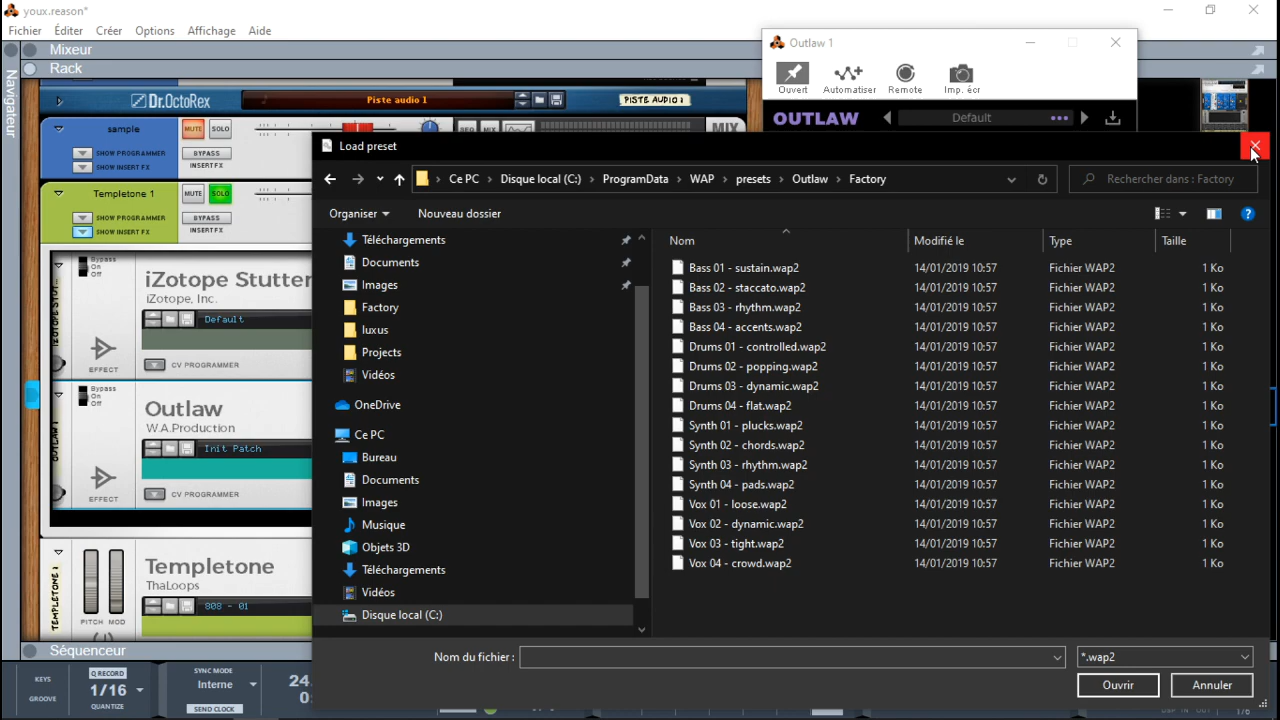 youx.reason*
Fichier Éditer Créer Options Affichage Aide
Mixeur
Rack
Navigateur
Dr.OctoRex
Piste audio 1
PISTE AUDIO 1
sample
MUTE SOLO
SEQ MIX
MIX
SHOW PROGRAMMER
SHOW INSERT FX
BYPASS
INSERT FX
Templetone 1
MUTE SOLO
SHOW PROGRAMMER
SHOW INSERT FX
BYPASS
INSERT FX
Bypass
On
Off
iZotope Stutter
iZotope, Inc.
Default
EFFECT
CV PROGRAMMER
Bypass
On
Off
Outlaw
W.A.Production
Init Patch
OUTLAW 1
EFFECT
CV PROGRAMMER
Templetone
ThaLoops
808 - 01
TEMPLETONE 1
PITCH MOD
Séquenceur
KEYS
GROOVE
Q RECORD
1/16
QUANTIZE
SYNC MODE
Interne
SEND CLOCK
24.
Outlaw 1
Ouvert Automatiser Remote Imp. écr
OUTLAW
Default
Load preset
Ce PC › Disque local (C:) › ProgramData › WAP › presets › Outlaw › Factory
Rechercher dans : Factory
Organiser
Nouveau dossier
Téléchargements
Documents
Images
Factory
luxus
Projects
Vidéos
OneDrive
Ce PC
Bureau
Documents
Images
Musique
Objets 3D
Téléchargements
Vidéos
Disque local (C:)
Nom Modifié le Type Taille
Bass 01 - sustain.wap2 14/01/2019 10:57 Fichier WAP2 1 Ko
Bass 02 - staccato.wap2 14/01/2019 10:57 Fichier WAP2 1 Ko
Bass 03 - rhythm.wap2 14/01/2019 10:57 Fichier WAP2 1 Ko
Bass 04 - accents.wap2 14/01/2019 10:57 Fichier WAP2 1 Ko
Drums 01 - controlled.wap2 14/01/2019 10:57 Fichier WAP2 1 Ko
Drums 02 - popping.wap2 14/01/2019 10:57 Fichier WAP2 1 Ko
Drums 03 - dynamic.wap2 14/01/2019 10:57 Fichier WAP2 1 Ko
Drums 04 - flat.wap2 14/01/2019 10:57 Fichier WAP2 1 Ko
Synth 01 - plucks.wap2 14/01/2019 10:57 Fichier WAP2 1 Ko
Synth 02 - chords.wap2 14/01/2019 10:57 Fichier WAP2 1 Ko
Synth 03 - rhythm.wap2 14/01/2019 10:57 Fichier WAP2 1 Ko
Synth 04 - pads.wap2 14/01/2019 10:57 Fichier WAP2 1 Ko
Vox 01 - loose.wap2 14/01/2019 10:57 Fichier WAP2 1 Ko
Vox 02 - dynamic.wap2 14/01/2019 10:57 Fichier WAP2 1 Ko
Vox 03 - tight.wap2 14/01/2019 10:57 Fichier WAP2 1 Ko
Vox 04 - crowd.wap2 14/01/2019 10:57 Fichier WAP2 1 Ko
Nom du fichier :
*.wap2
Ouvrir
Annuler